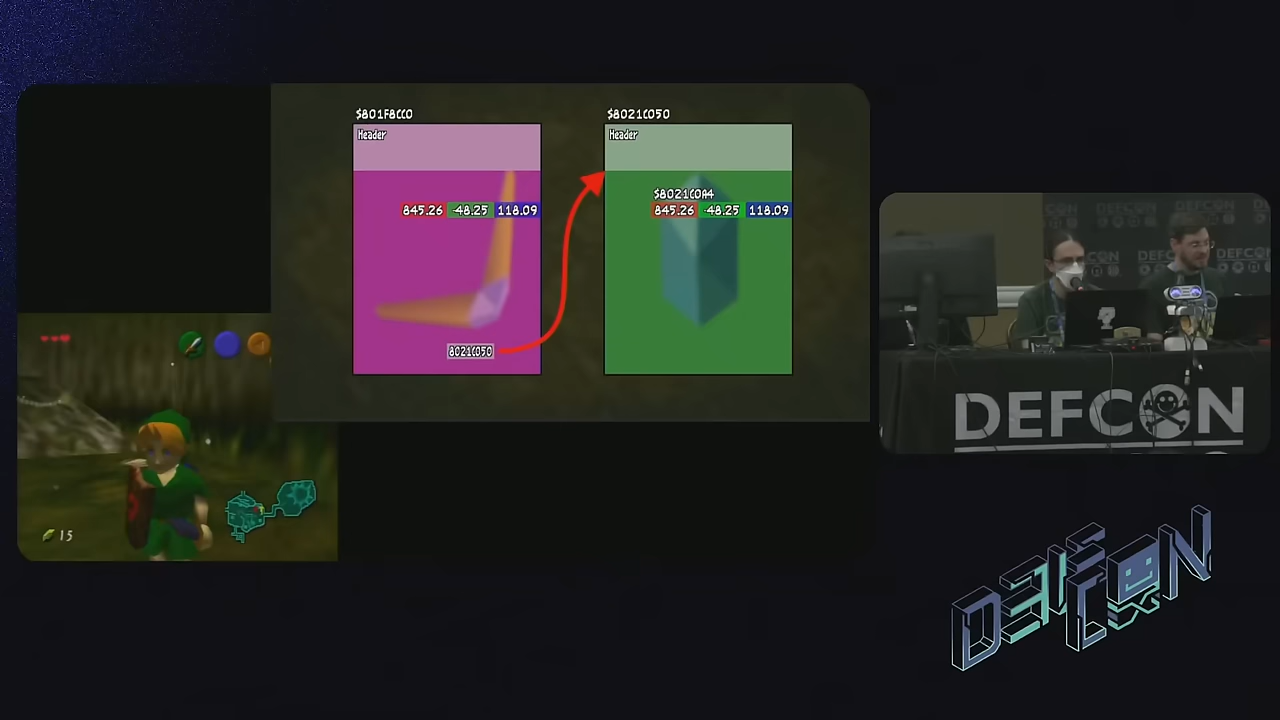 $801FBCC0
Header
845.26 -48.25 118.09
8021C050
$8021C050
Header
$8021C0A4
845.26 -48.25 118.09
15
DEFCON
DEFCON